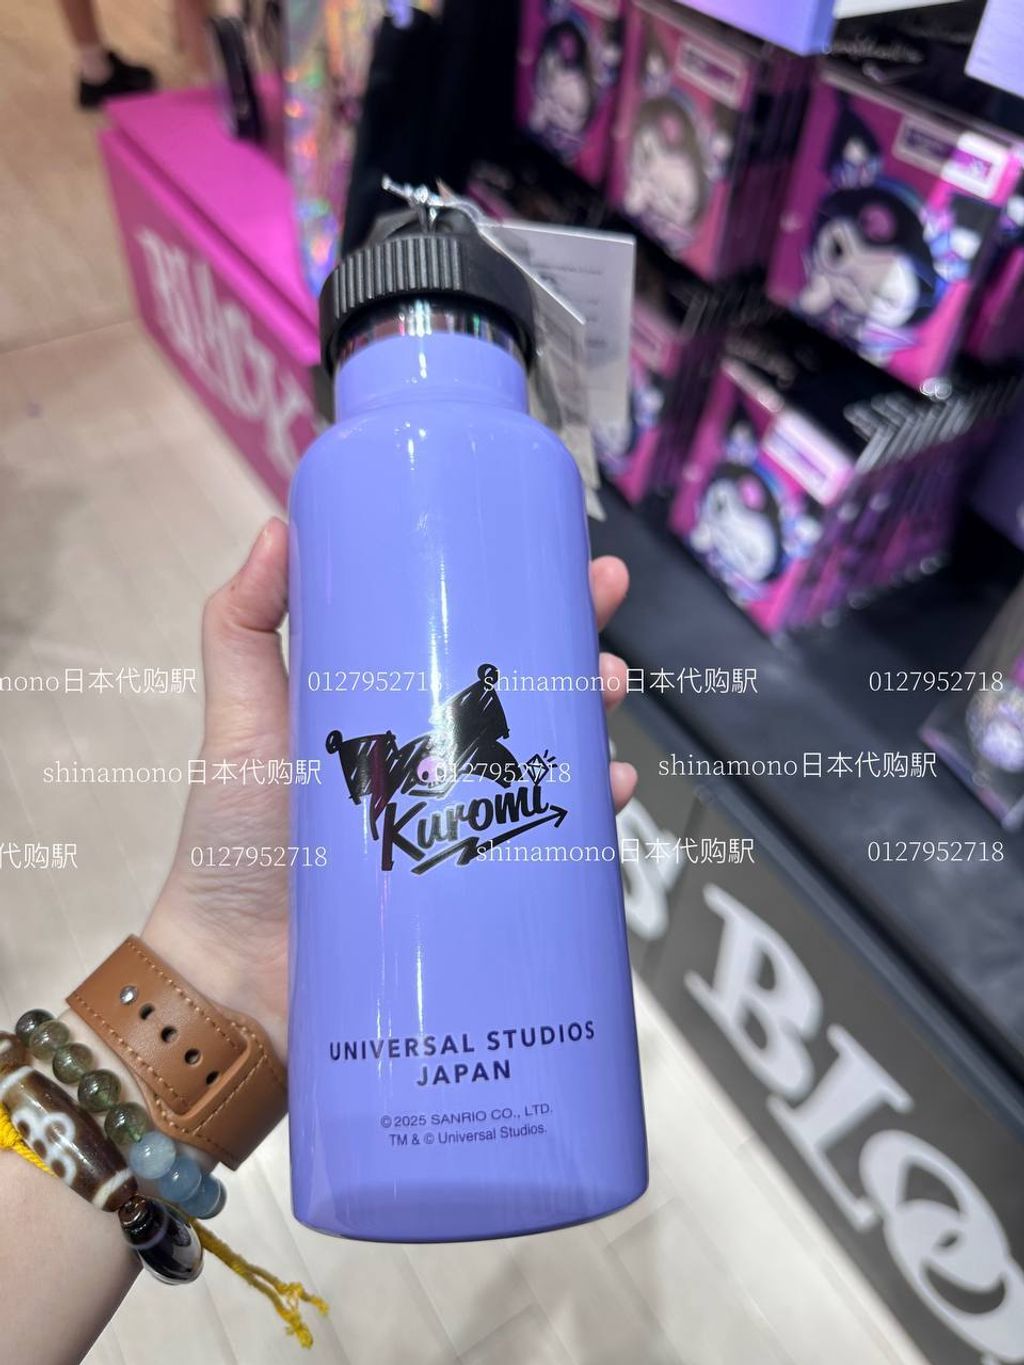 mono日本代购駅
0127952718
shinamono日本代购駅
0127952718
shinamono日本代购駅
0127952718
shinamono日本代购駅
Kuromi
代购駅
0127952718
shinamono日本代购駅
0127952718
UNIVERSAL STUDIOS
JAPAN
©2025 SANRIO CO., LTD.
TM & © Universal Studios.
BLO